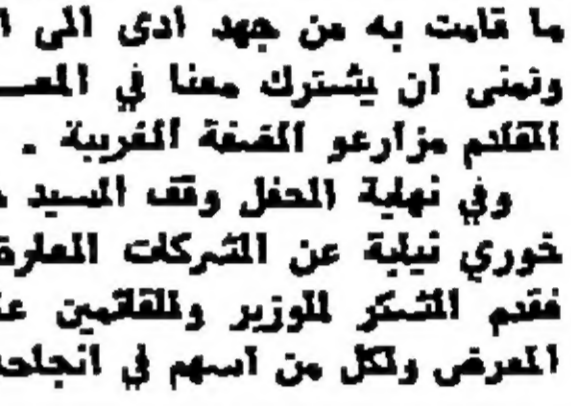 ما قامت به من جهد ادى الى
ونمنى ان يشترك معنا في
القادم مزارعو الضفة الغربية .
وفي نهاية الحفل وقف السيد
خوري نيابة عن الشركات
فقدم الشكر للوزير وللقائمين
المعرض ولكل من اسهم في